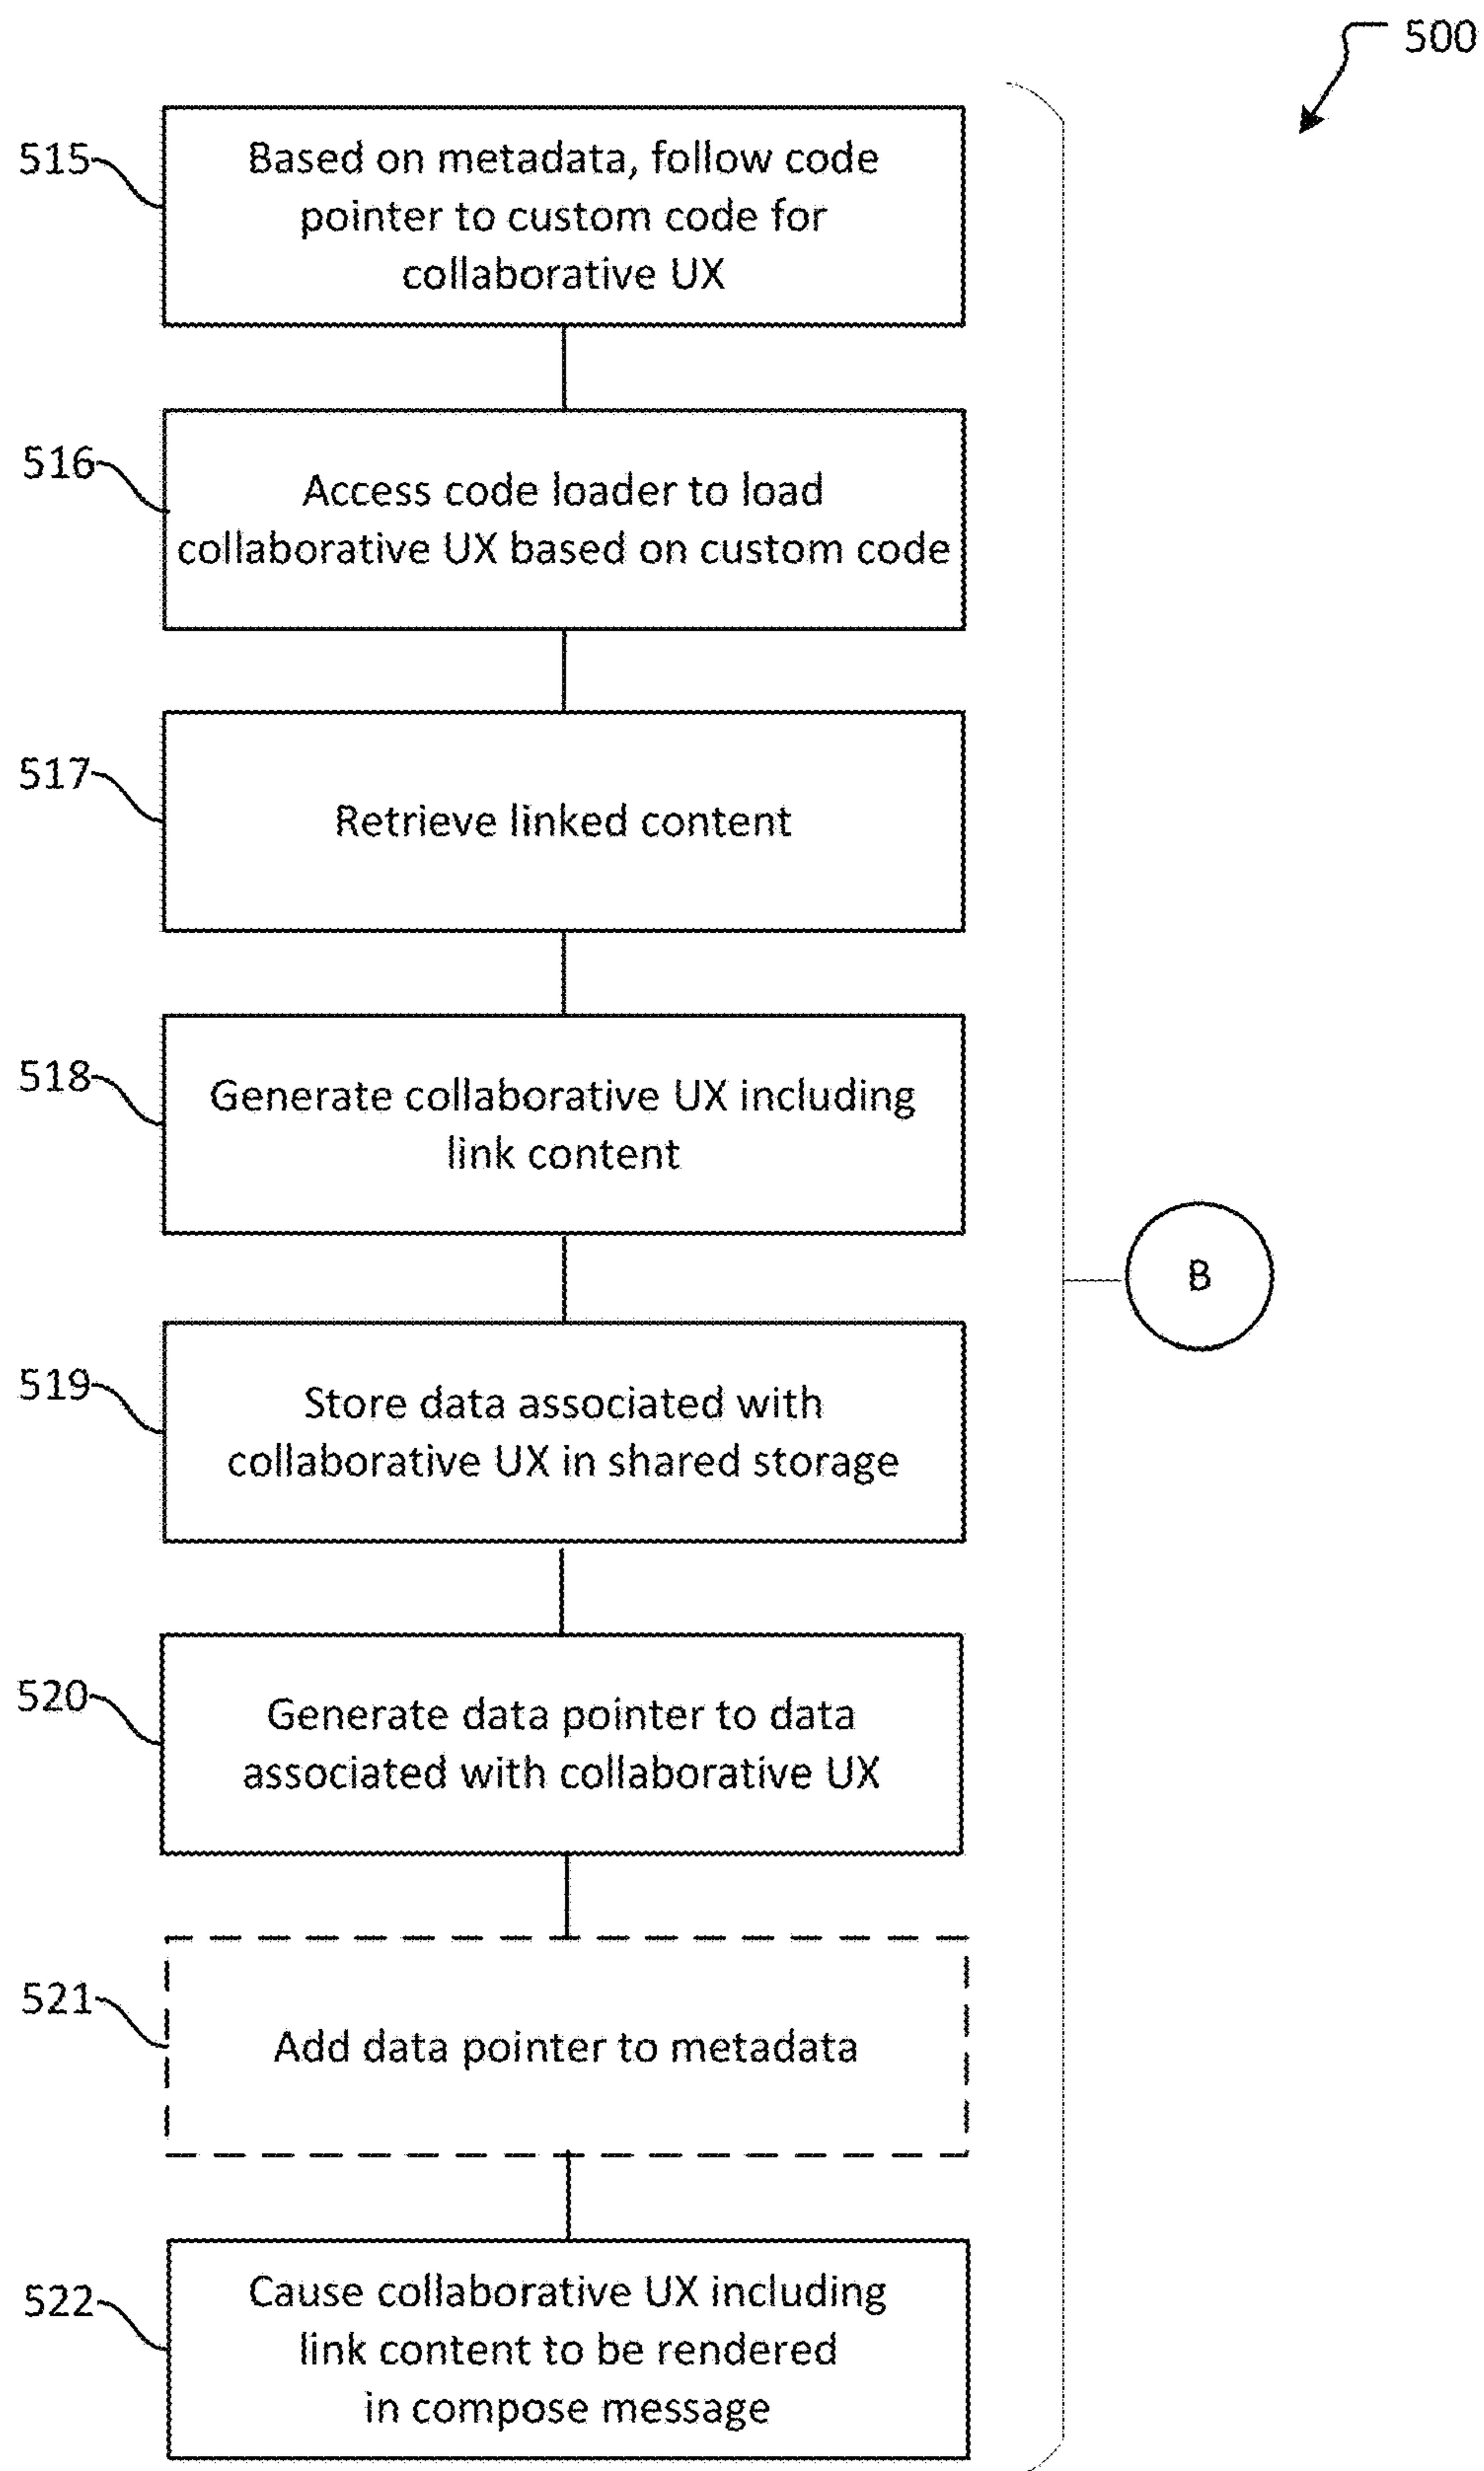 500
515
Based on metadata, follow code
pointer to custom code for
collaborative UX
516
Access code loader to load
collaborative UX based on custom code
517
Retrieve linked content
518
Generate collaborative UX including
link content
B
519
Store data associated with
collaborative UX in shared storage
520
Generate data pointer to data
associated with collaborative UX
521
Add data pointer to metadata
522
Cause collaborative UX including
link content to be rendered
in compose message